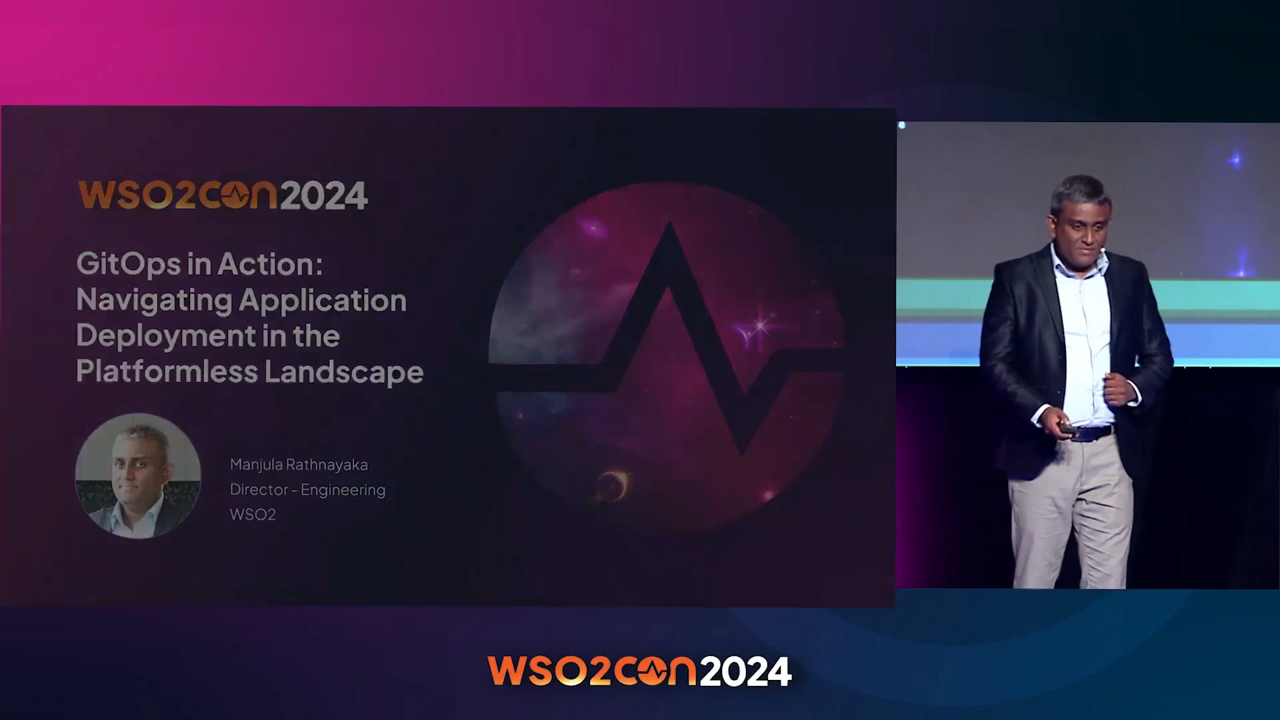 WSO2CON2024
GitOps in Action:
Navigating Application
Deployment in the
Platformless Landscape
Manjula Rathnayaka
Director - Engineering
WSO2
WSO2CON2024